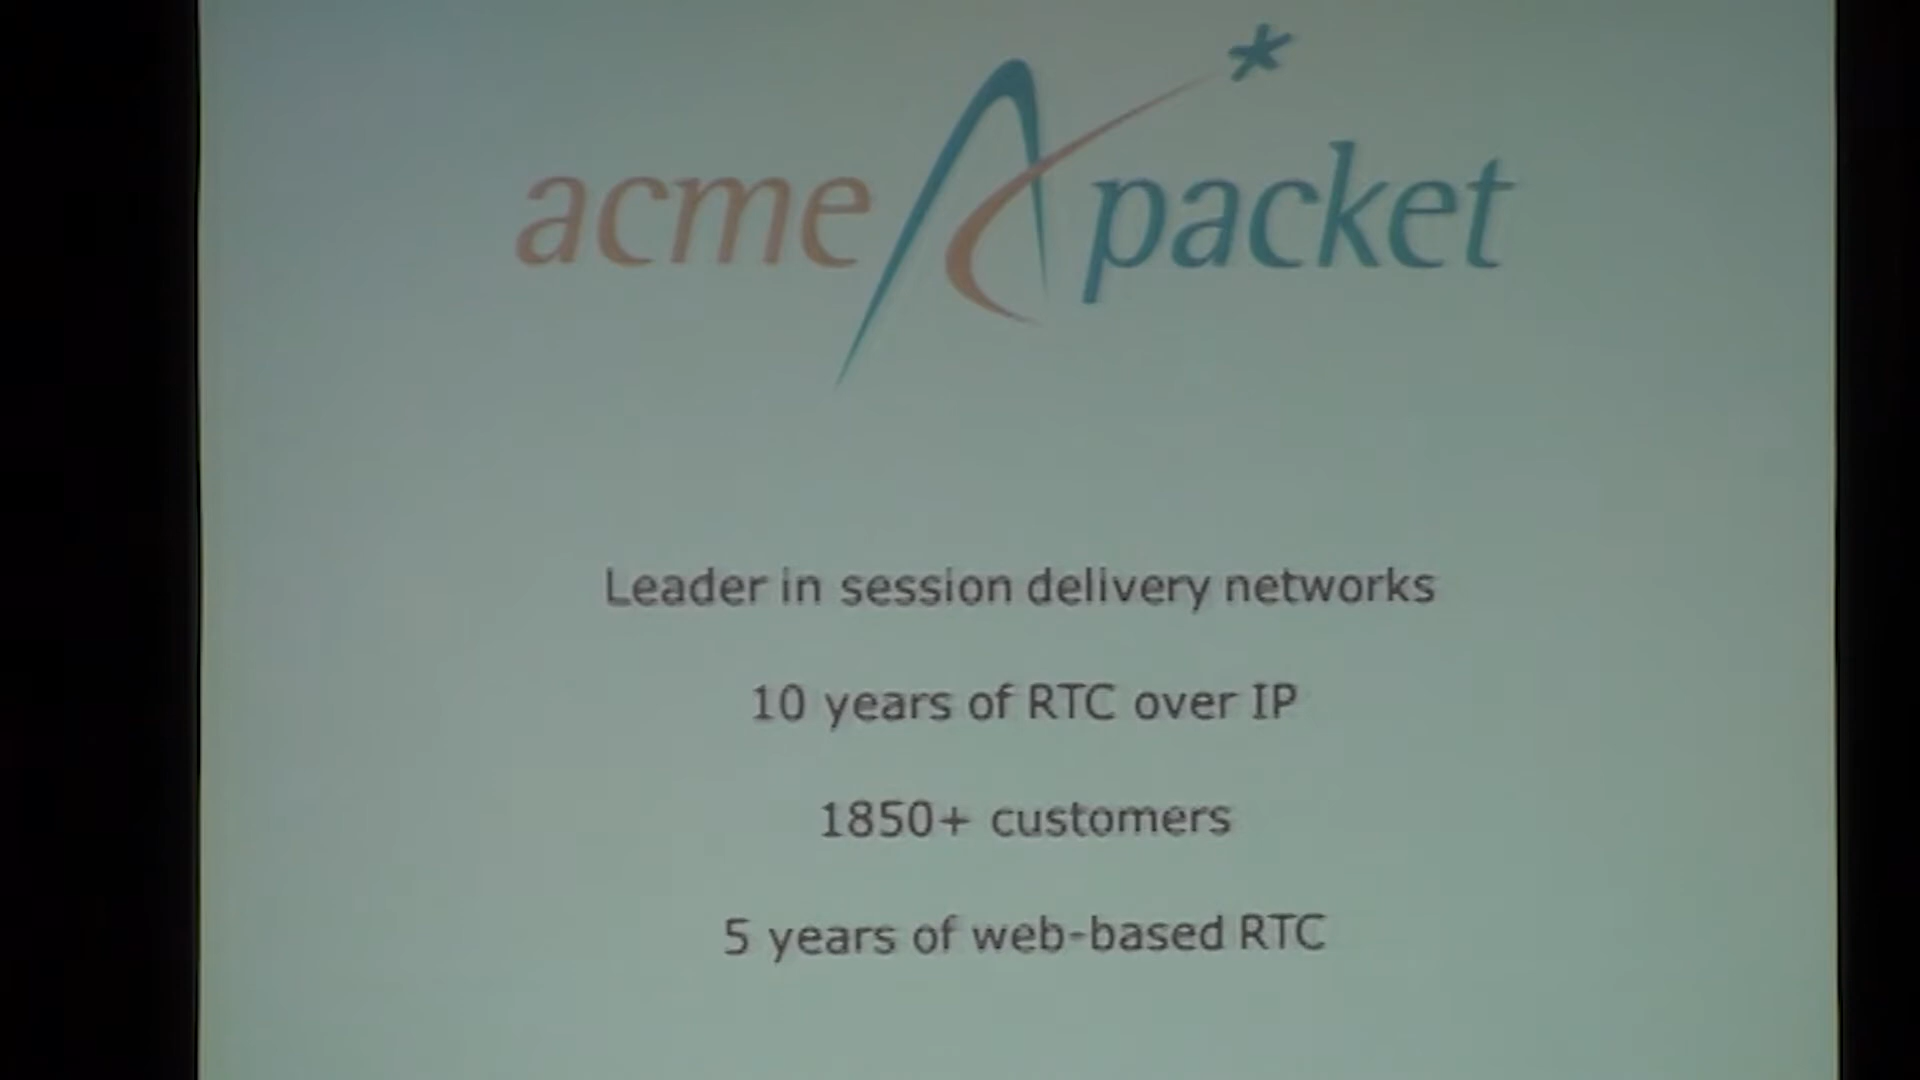 acme packet
Leader in session delivery networks
10 years of RTC over IP
1850+ customers
5 years of web-based RTC